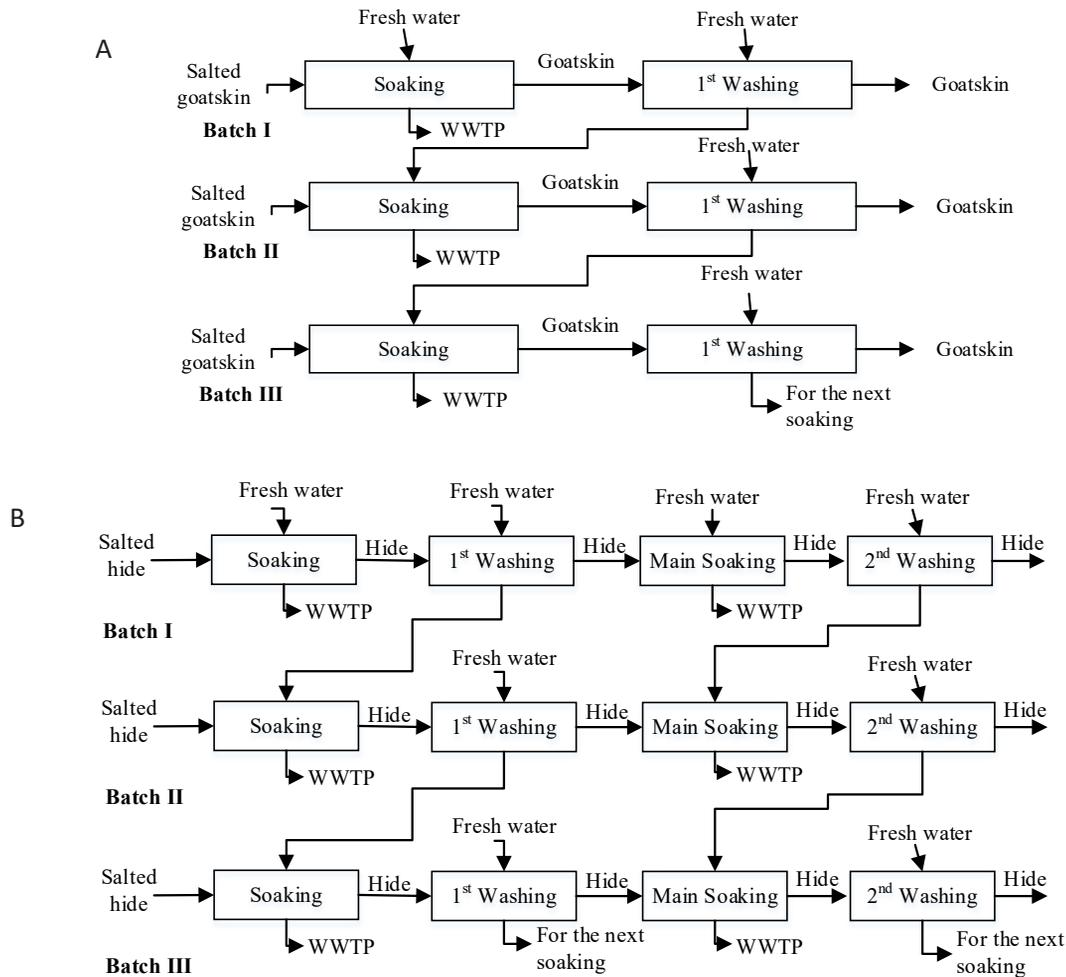 A
Fresh water
Fresh water
Salted
goatskin
Soaking
Goatskin
1st Washing
Goatskin
Batch I
WWTP
Fresh water
Salted
goatskin
Soaking
Goatskin
1st Washing
Goatskin
Batch II
WWTP
Fresh water
Salted
goatskin
Soaking
Goatskin
1st Washing
Goatskin
Batch III
WWTP
For the next
soaking
B
Fresh water
Fresh water
Fresh water
Fresh water
Salted
hide
Soaking
Hide
1st Washing
Hide
Main Soaking
Hide
2nd Washing
Hide
WWTP
WWTP
Batch I
Fresh water
Fresh water
Salted
hide
Soaking
Hide
1st Washing
Hide
Main Soaking
Hide
2nd Washing
Hide
WWTP
WWTP
Batch II
Fresh water
Fresh water
Salted
hide
Soaking
Hide
1st Washing
Hide
Main Soaking
Hide
2nd Washing
Hide
WWTP
For the next
soaking
WWTP
For the next
soaking
Batch III